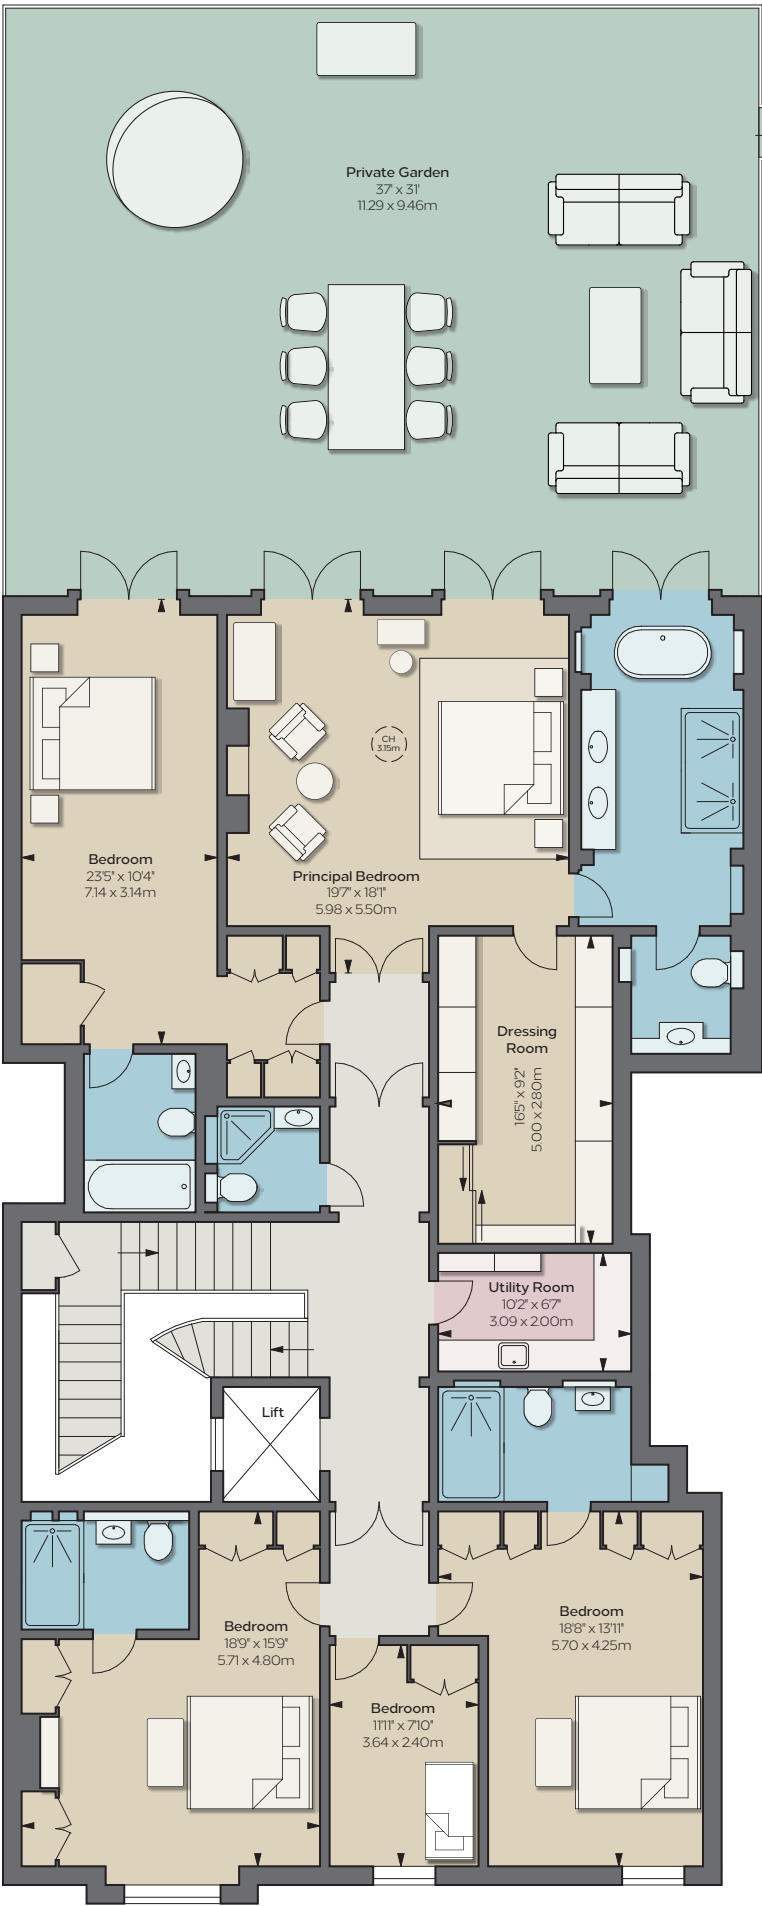 Private Garden
37' x 31'
11.29 x 9.46m
CH
3.15m
Bedroom
23'5" x 10'4"
7.14 x 3.14m
Principal Bedroom
19'7" x 18'1"
5.98 x 5.50m
Dressing
Room
16'5" x 9'2"
5.00 x 2.80m
Utility Room
10'2" x 6'7"
3.09 x 2.00m
Lift
Bedroom
18'9" x 15'9"
5.71 x 4.80m
Bedroom
18'8" x 13'11"
5.70 x 4.25m
Bedroom
11'11" x 7'10"
3.64 x 2.40m